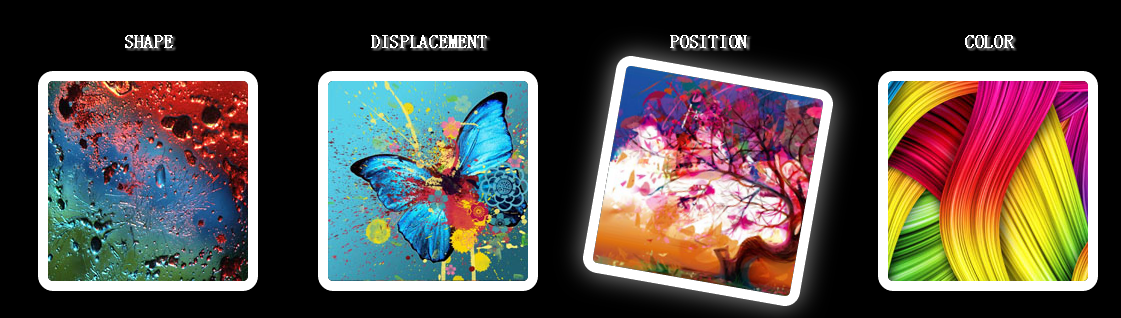 SHAPE
DISPLACEMENT
POSITION
COLOR